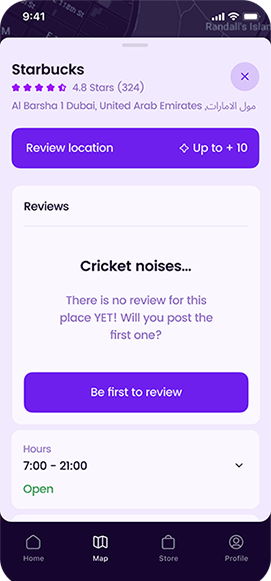 9:41
Randall's Islan
M
Starbucks
4.8 Stars (324)
Al Barsha 1 Dubai, United Arab Emirates ,مول الامارات
Review location
Up to + 10
Reviews
Cricket noises...
There is no review for this
place YET! Will you post the
first one?
Be first to review
Hours
7:00 - 21:00
Open
Home
Map
Store
Profile